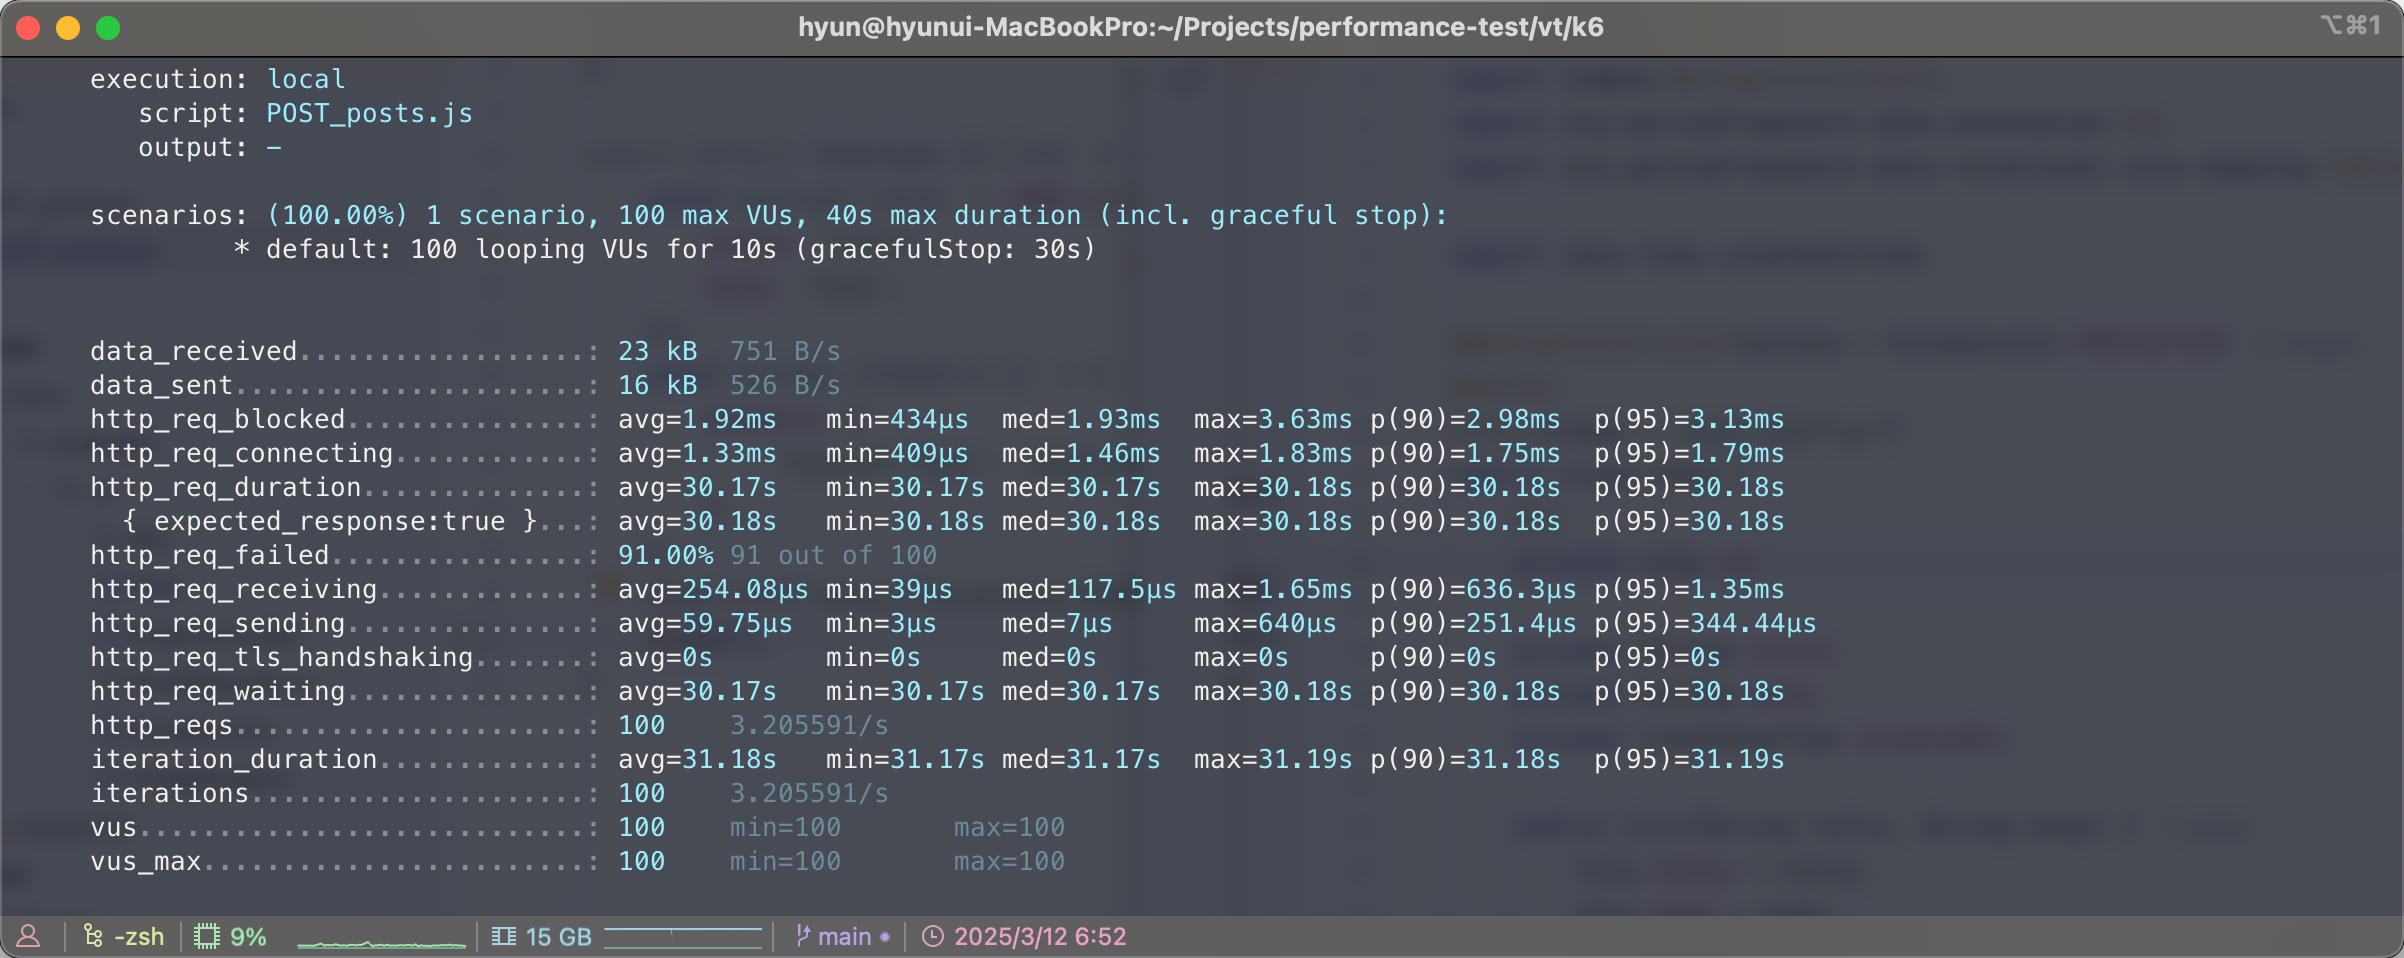 hyun@hyunui-MacBookPro:~/Projects/performance-test/vt/k6
⌥⌘1
execution: local
script: POST_posts.js
output: -
scenarios: (100.00%) 1 scenario, 100 max VUs, 40s max duration (incl. graceful stop):
* default: 100 looping VUs for 10s (gracefulStop: 30s)
data_received..................: 23 kB 751 B/s
data_sent......................: 16 kB 526 B/s
http_req_blocked...............: avg=1.92ms min=434µs med=1.93ms max=3.63ms p(90)=2.98ms p(95)=3.13ms
http_req_connecting............: avg=1.33ms min=409µs med=1.46ms max=1.83ms p(90)=1.75ms p(95)=1.79ms
http_req_duration..............: avg=30.17s min=30.17s med=30.17s max=30.18s p(90)=30.18s p(95)=30.18s
{ expected_response:true }...: avg=30.18s min=30.18s med=30.18s max=30.18s p(90)=30.18s p(95)=30.18s
http_req_failed................: 91.00% 91 out of 100
http_req_receiving.............: avg=254.08µs min=39µs med=117.5µs max=1.65ms p(90)=636.3µs p(95)=1.35ms
http_req_sending...............: avg=59.75µs min=3µs med=7µs max=640µs p(90)=251.4µs p(95)=344.44µs
http_req_tls_handshaking.......: avg=0s min=0s med=0s max=0s p(90)=0s p(95)=0s
http_req_waiting...............: avg=30.17s min=30.17s med=30.17s max=30.18s p(90)=30.18s p(95)=30.18s
http_reqs......................: 100 3.205591/s
iteration_duration.............: avg=31.18s min=31.17s med=31.17s max=31.19s p(90)=31.18s p(95)=31.19s
iterations.....................: 100 3.205591/s
vus............................: 100 min=100 max=100
vus_max........................: 100 min=100 max=100
-zsh 9% 15 GB main 2025/3/12 6:52